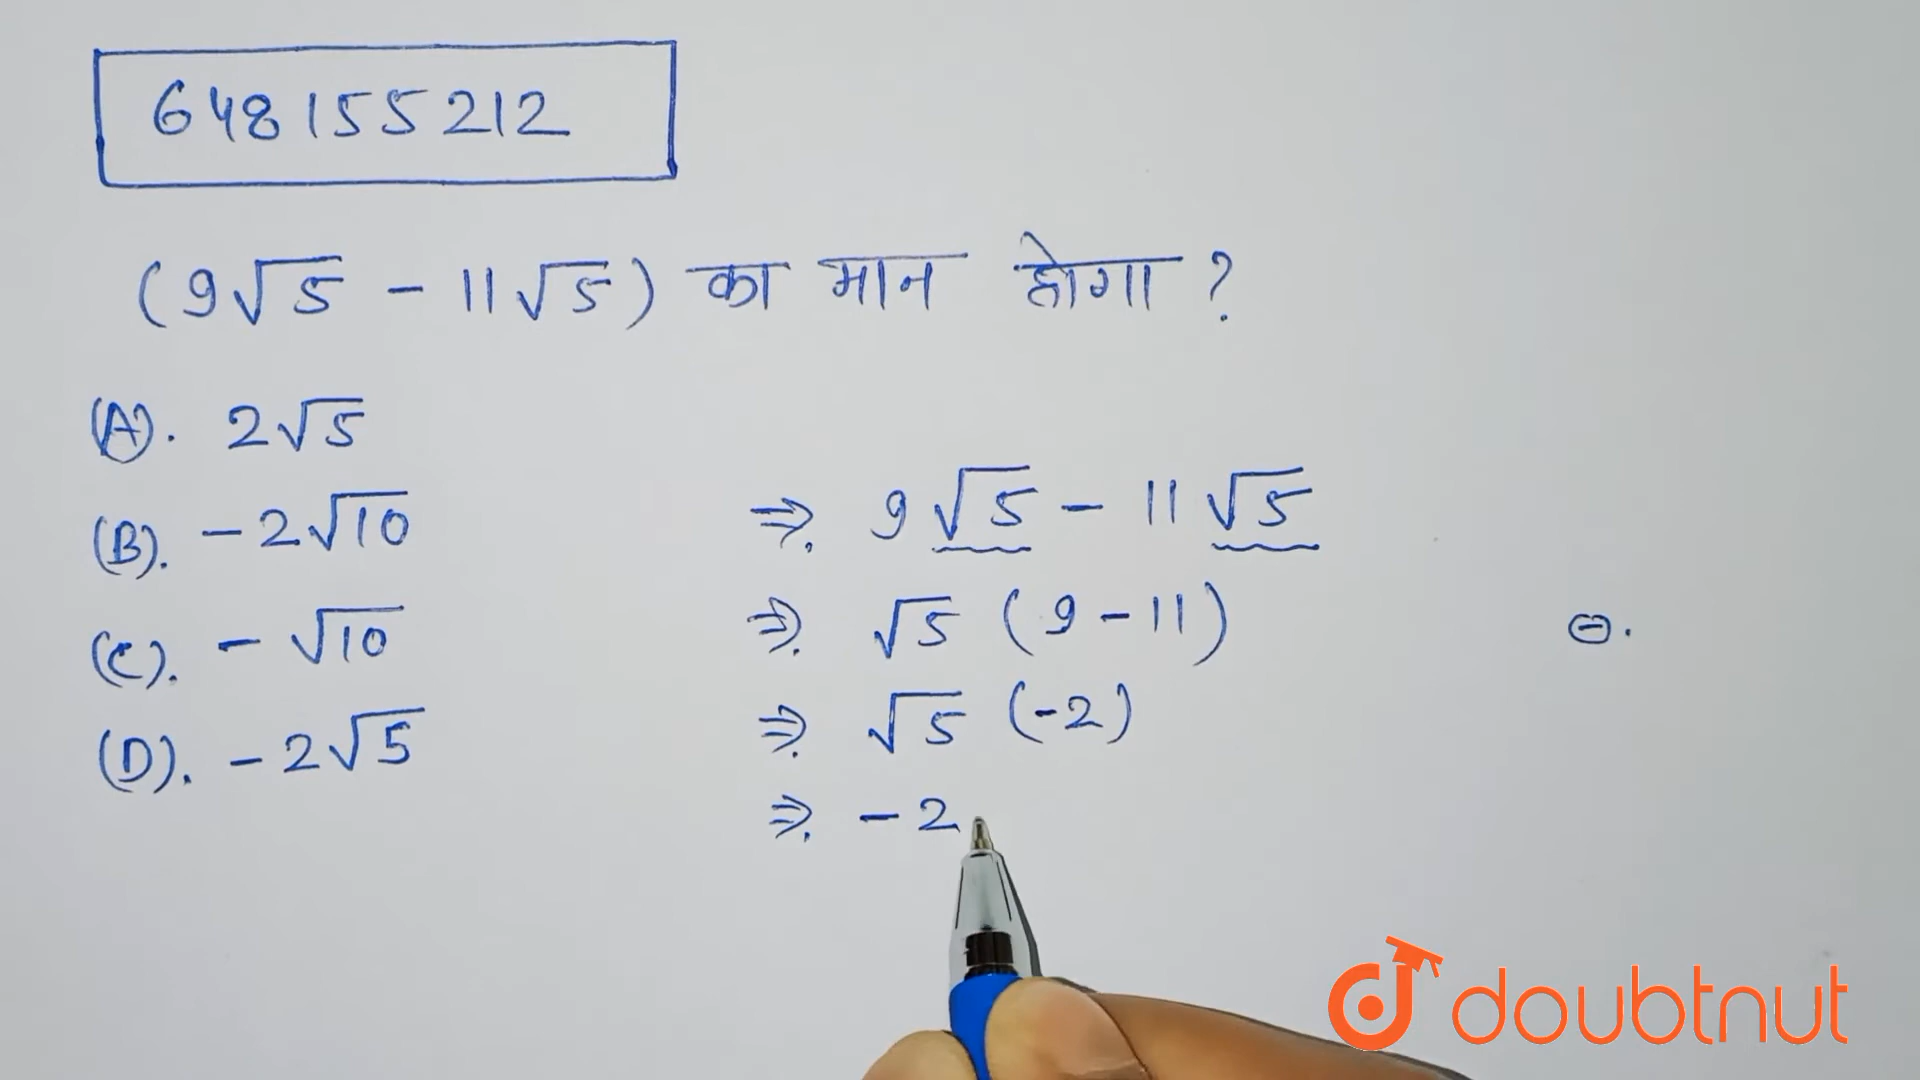 648155212
(9√5 - 11√5) का मान होगा ?
(A). 2√5
(B). -2√10
(C). -√10
(D). -2√5
⇒. 9√5 - 11√5
⇒. √5 (9-11)
⊖.
⇒. √5 (-2)
⇒. -2
doubtnut